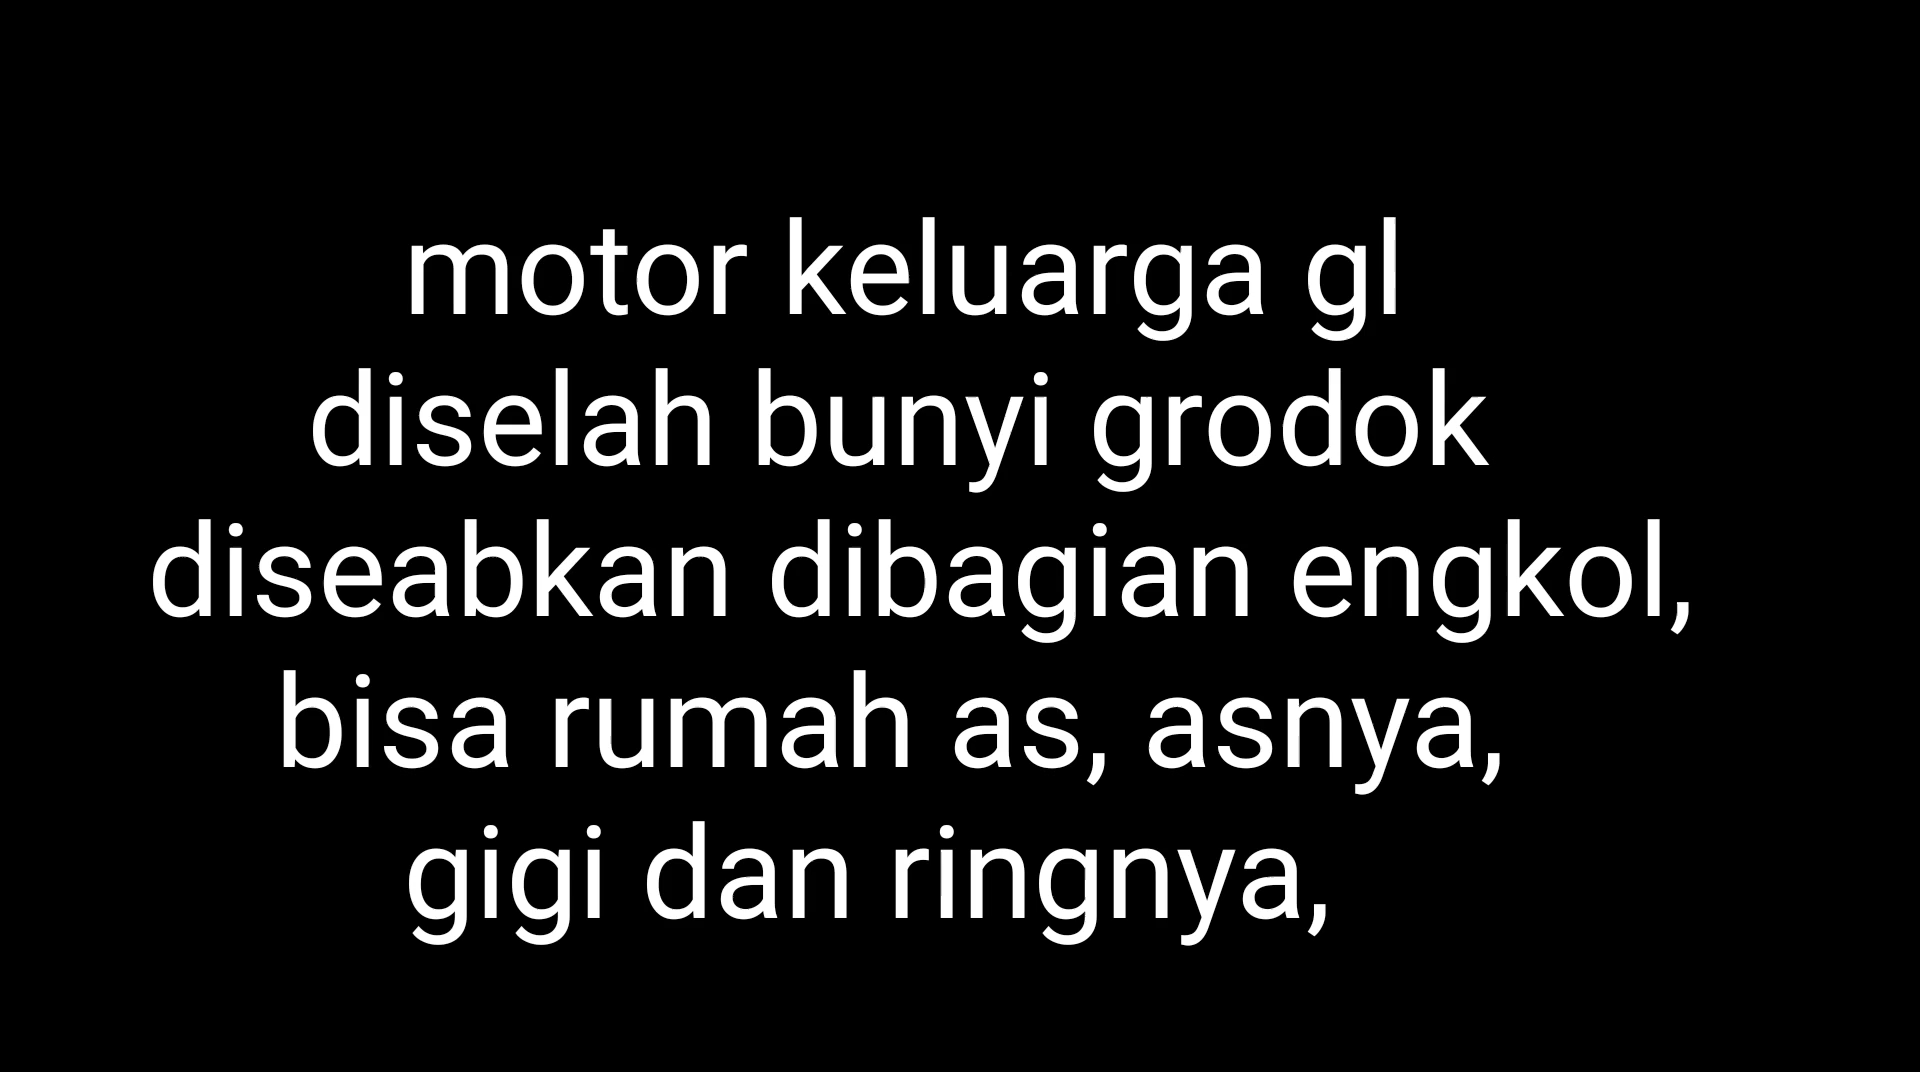 motor keluarga gl
diselah bunyi grodok
diseabkan dibagian engkol,
bisa rumah as, asnya,
gigi dan ringnya,